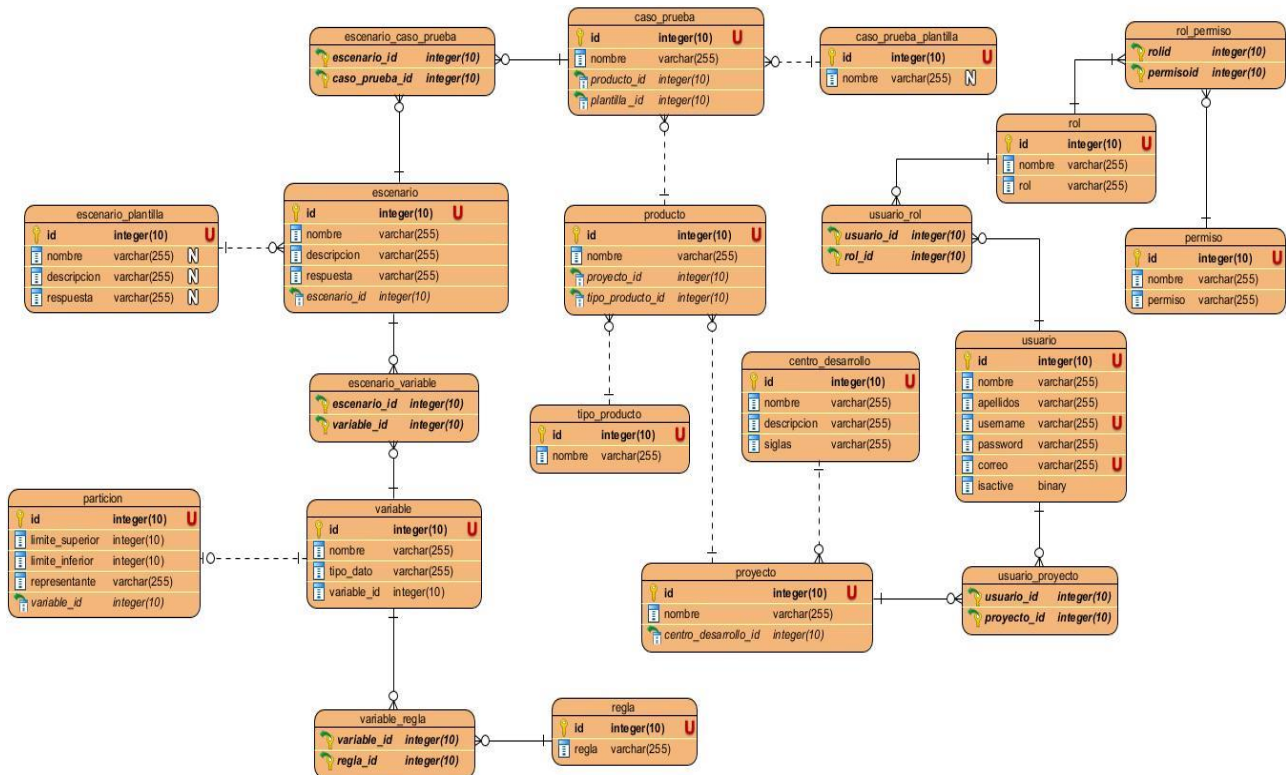 escenario_caso_prueba
escenario_id integer(10)
caso_prueba_id integer(10)
caso_prueba
id integer(10) U
nombre varchar(255)
producto_id integer(10)
plantilla_id integer(10)
caso_prueba_plantilla
id integer(10) U
nombre varchar(255) N
rol_permiso
rolid integer(10)
permisoid integer(10)
rol
id integer(10) U
nombre varchar(255)
rol varchar(255)
escenario_plantilla
id integer(10) U
nombre varchar(255) N
descripcion varchar(255) N
respuesta varchar(255) N
escenario
id integer(10) U
nombre varchar(255)
descripcion varchar(255)
respuesta varchar(255)
escenario_id integer(10)
producto
id integer(10) U
nombre varchar(255)
proyecto_id integer(10)
tipo_producto_id integer(10)
usuario_rol
usuario_id integer(10)
rol_id integer(10)
permiso
id integer(10) U
nombre varchar(255)
permiso varchar(255)
escenario_variable
escenario_id integer(10)
variable_id integer(10)
tipo_producto
id integer(10) U
nombre varchar(255)
centro_desarrollo
id integer(10) U
nombre varchar(255)
descripcion varchar(255)
siglas varchar(255)
usuario
id integer(10) U
nombre varchar(255)
apellidos varchar(255)
username varchar(255) U
password varchar(255)
correo varchar(255) U
isactive binary
particion
id integer(10) U
limite_superior integer(10)
limite_inferior integer(10)
representante varchar(255)
variable_id integer(10)
variable
id integer(10) U
nombre varchar(255)
tipo_dato varchar(255)
variable_id integer(10)
proyecto
id integer(10) U
nombre varchar(255)
centro_desarrollo_id integer(10)
usuario_proyecto
usuario_id integer(10)
proyecto_id integer(10)
variable_regla
variable_id integer(10)
regla_id integer(10)
regla
id integer(10) U
regla varchar(255)